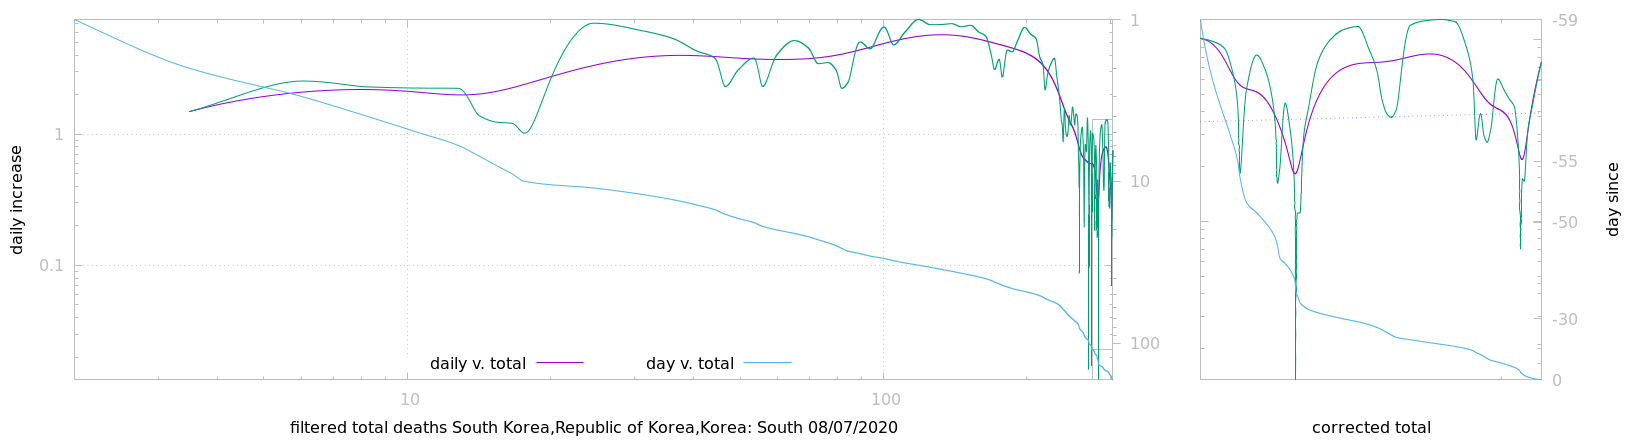 1
-59
daily increase
1
10
0.1
100
daily v. total
day v. total
10
100
filtered total deaths South Korea,Republic of Korea,Korea: South 08/07/2020
-55
-50
-30
0
day since
corrected total